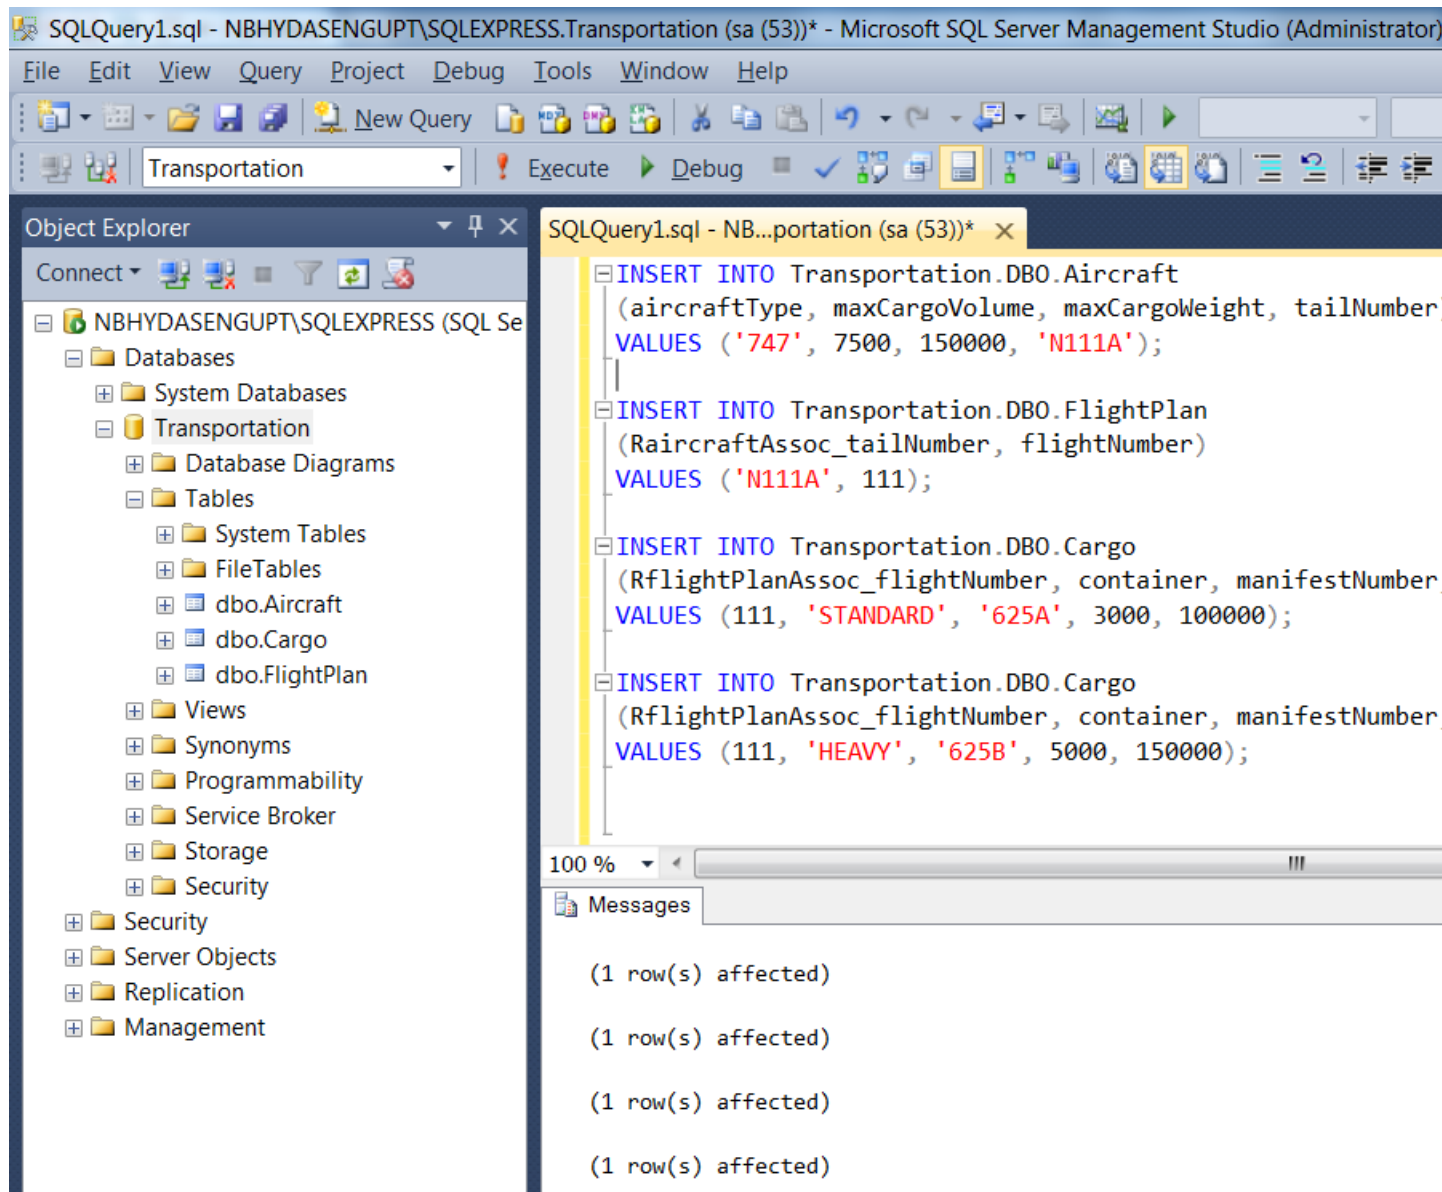 SQLQuery1.sql - NBHYDASENGUPT\SQLEXPRESS.Transportation (sa (53))* - Microsoft SQL Server Management Studio (Administrator)
File Edit View Query Project Debug Tools Window Help
New Query
Transportation Execute Debug
Object Explorer
Connect
NBHYDASENGUPT\SQLEXPRESS (SQL Se
Databases
System Databases
Transportation
Database Diagrams
Tables
System Tables
FileTables
dbo.Aircraft
dbo.Cargo
dbo.FlightPlan
Views
Synonyms
Programmability
Service Broker
Storage
Security
Security
Server Objects
Replication
Management
SQLQuery1.sql - NB...portation (sa (53))*
INSERT INTO Transportation.DBO.Aircraft
(aircraftType, maxCargoVolume, maxCargoWeight, tailNumber)
VALUES ('747', 7500, 150000, 'N111A');
INSERT INTO Transportation.DBO.FlightPlan
(RaircraftAssoc_tailNumber, flightNumber)
VALUES ('N111A', 111);
INSERT INTO Transportation.DBO.Cargo
(RflightPlanAssoc_flightNumber, container, manifestNumber,
VALUES (111, 'STANDARD', '625A', 3000, 100000);
INSERT INTO Transportation.DBO.Cargo
(RflightPlanAssoc_flightNumber, container, manifestNumber,
VALUES (111, 'HEAVY', '625B', 5000, 150000);
100 %
Messages
(1 row(s) affected)
(1 row(s) affected)
(1 row(s) affected)
(1 row(s) affected)